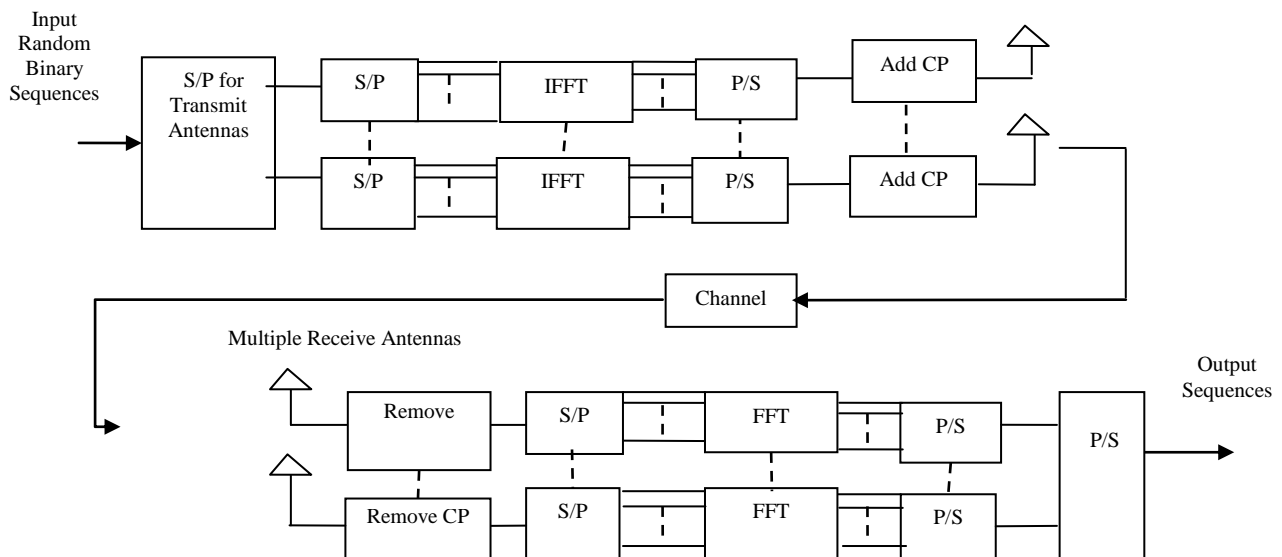 Input
Random
Binary
Sequences
S/P for
Transmit
Antennas
S/P
IFFT
P/S
Add CP
S/P
IFFT
P/S
Add CP
Channel
Multiple Receive Antennas
Output
Sequences
Remove
S/P
FFT
P/S
P/S
Remove CP
S/P
FFT
P/S